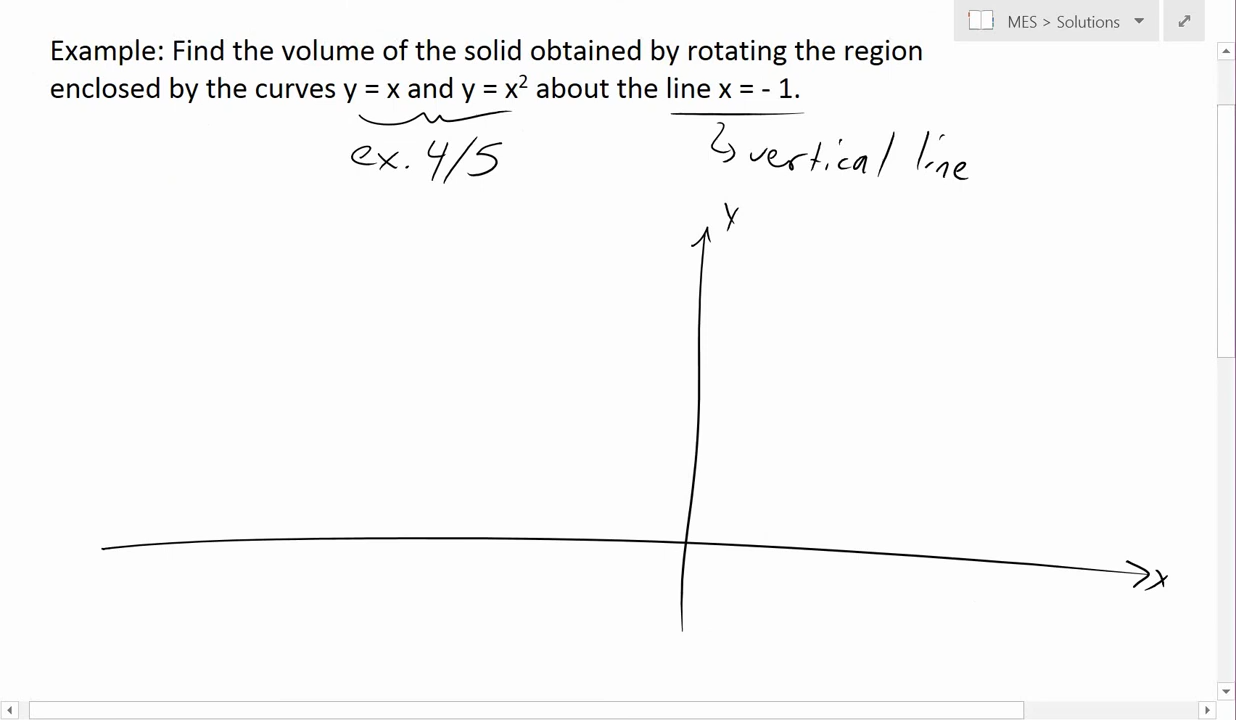 MES > Solutions
Example: Find the volume of the solid obtained by rotating the region
enclosed by the curves y = x and y = x² about the line x = - 1.
ex. 4/5
↳ vertical line
y
x